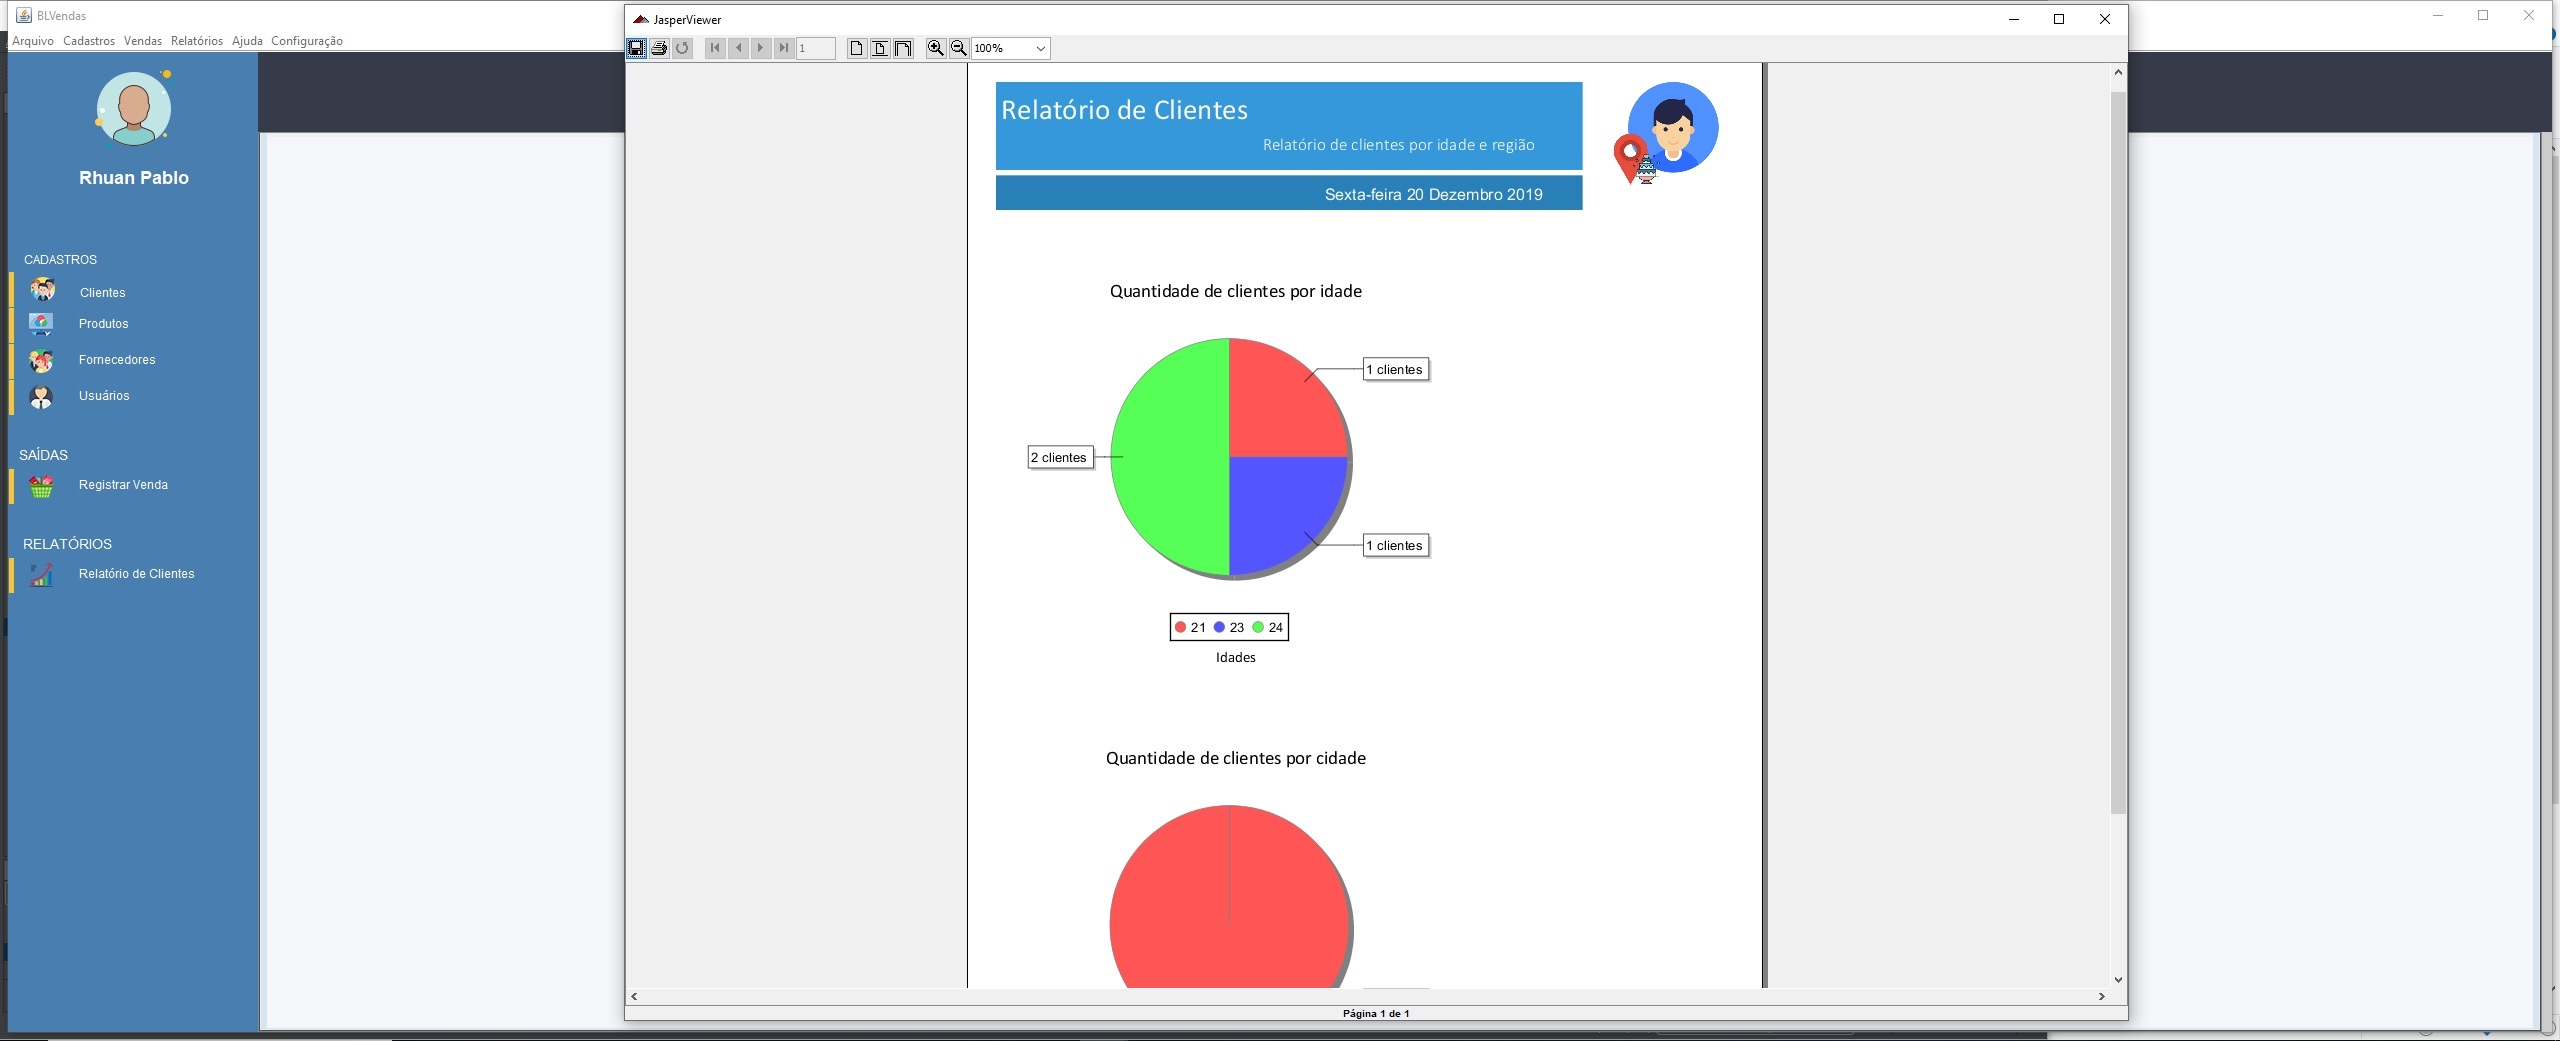 BLVendas
Arquivo Cadastros Vendas Relatórios Ajuda Configuração
Rhuan Pablo
CADASTROS
Clientes
Produtos
Fornecedores
Usuários
SAÍDAS
Registrar Venda
RELATÓRIOS
Relatório de Clientes
JasperViewer
1
100%
Relatório de Clientes
Relatório de clientes por idade e região
Sexta-feira 20 Dezembro 2019
Quantidade de clientes por idade
1 clientes
2 clientes
1 clientes
21 23 24
Idades
Quantidade de clientes por cidade
Página 1 de 1